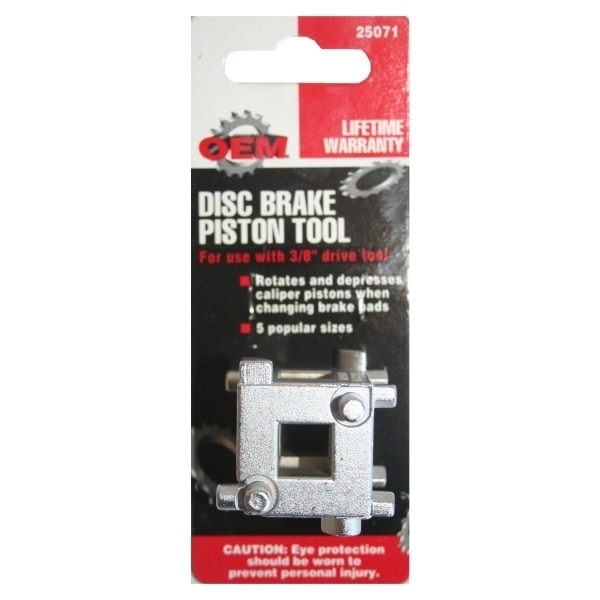 25071
LIFETIME
WARRANTY
OEM
DISC BRAKE
PISTON TOOL
For use with 3/8" drive tool
Rotates and depresses
caliper pistons when
changing brake pads
5 popular sizes
CAUTION: Eye protection
should be worn to
prevent personal injury.